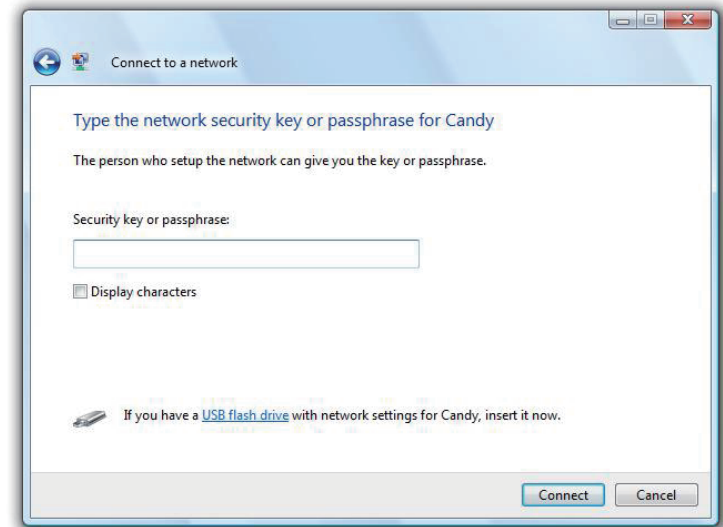 Connect to a network
Type the network security key or passphrase for Candy
The person who setup the network can give you the key or passphrase.
Security key or passphrase:
Display characters
If you have a USB flash drive with network settings for Candy, insert it now.
Connect Cancel